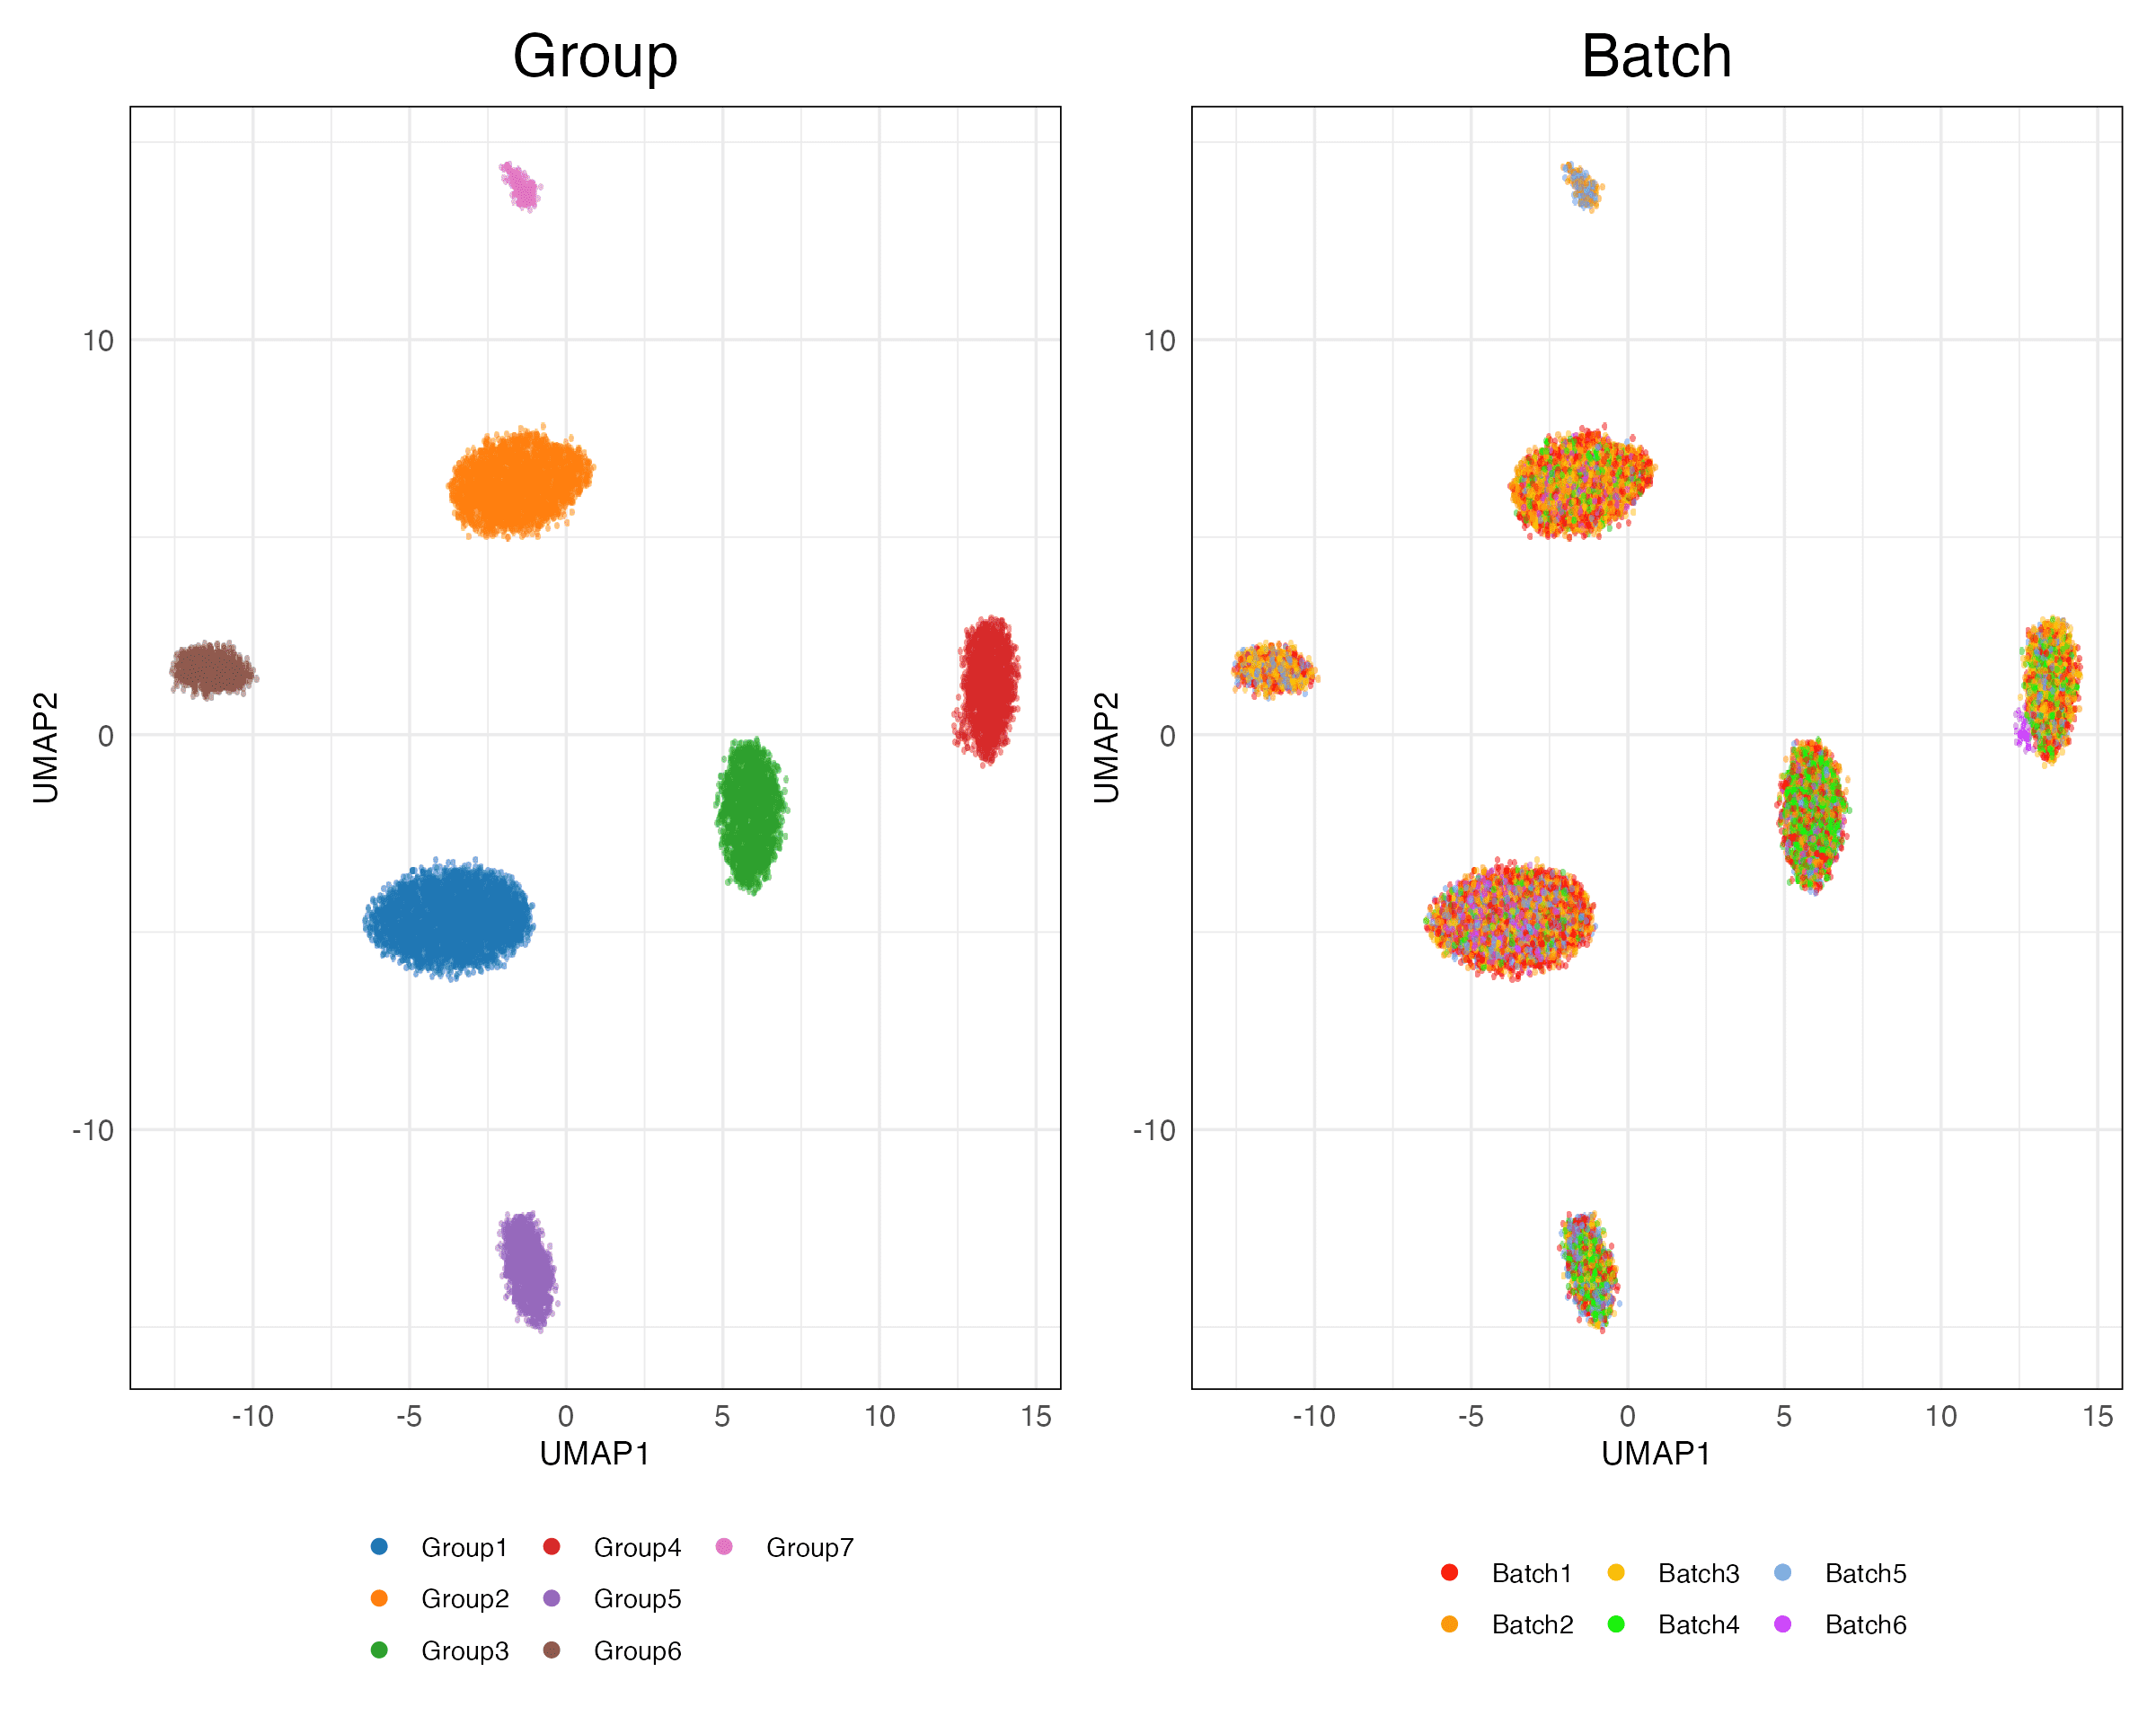 Group
Batch
10
0
-10
UMAP2
-10 -5 0 5 10 15
UMAP1
10
0
-10
UMAP2
-10 -5 0 5 10 15
UMAP1
Group1 Group4 Group7
Group2 Group5
Group3 Group6
Batch1 Batch3 Batch5
Batch2 Batch4 Batch6